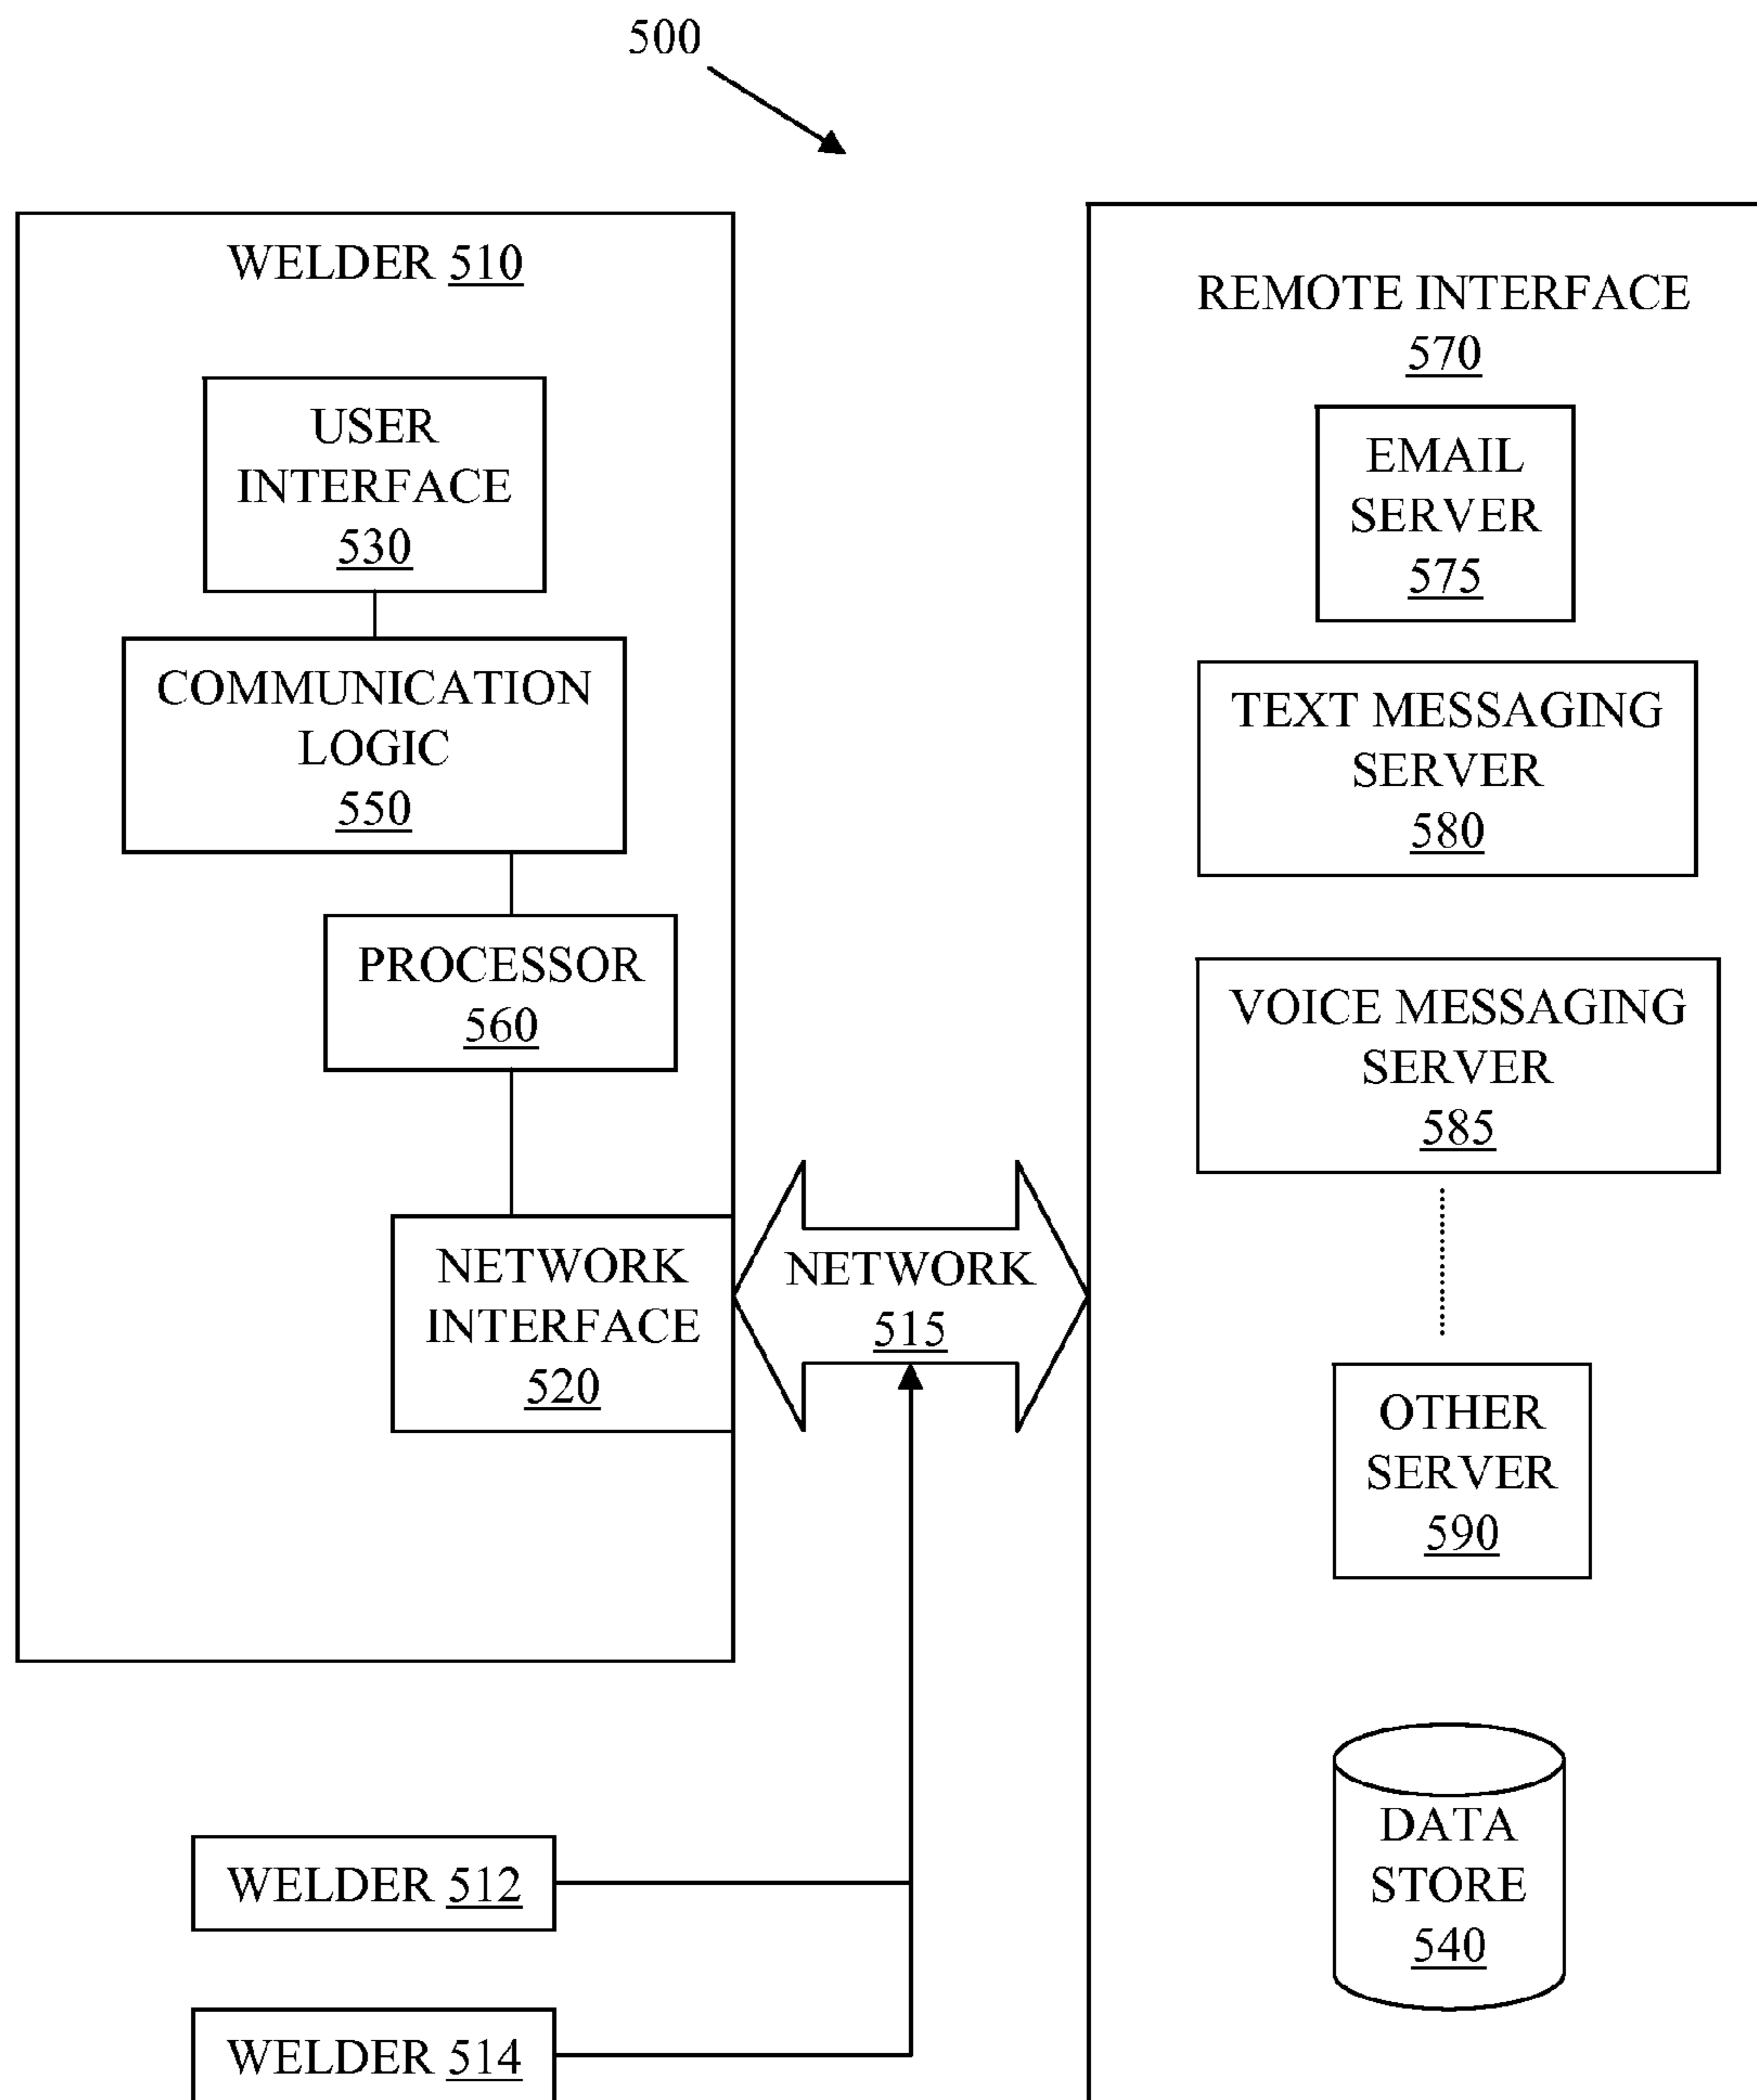 500
WELDER 510
USER
INTERFACE
530
COMMUNICATION
LOGIC
550
PROCESSOR
560
NETWORK
INTERFACE
520
NETWORK
515
WELDER 512
WELDER 514
REMOTE INTERFACE
570
EMAIL
SERVER
575
TEXT MESSAGING
SERVER
580
VOICE MESSAGING
SERVER
585
OTHER
SERVER
590
DATA
STORE
540